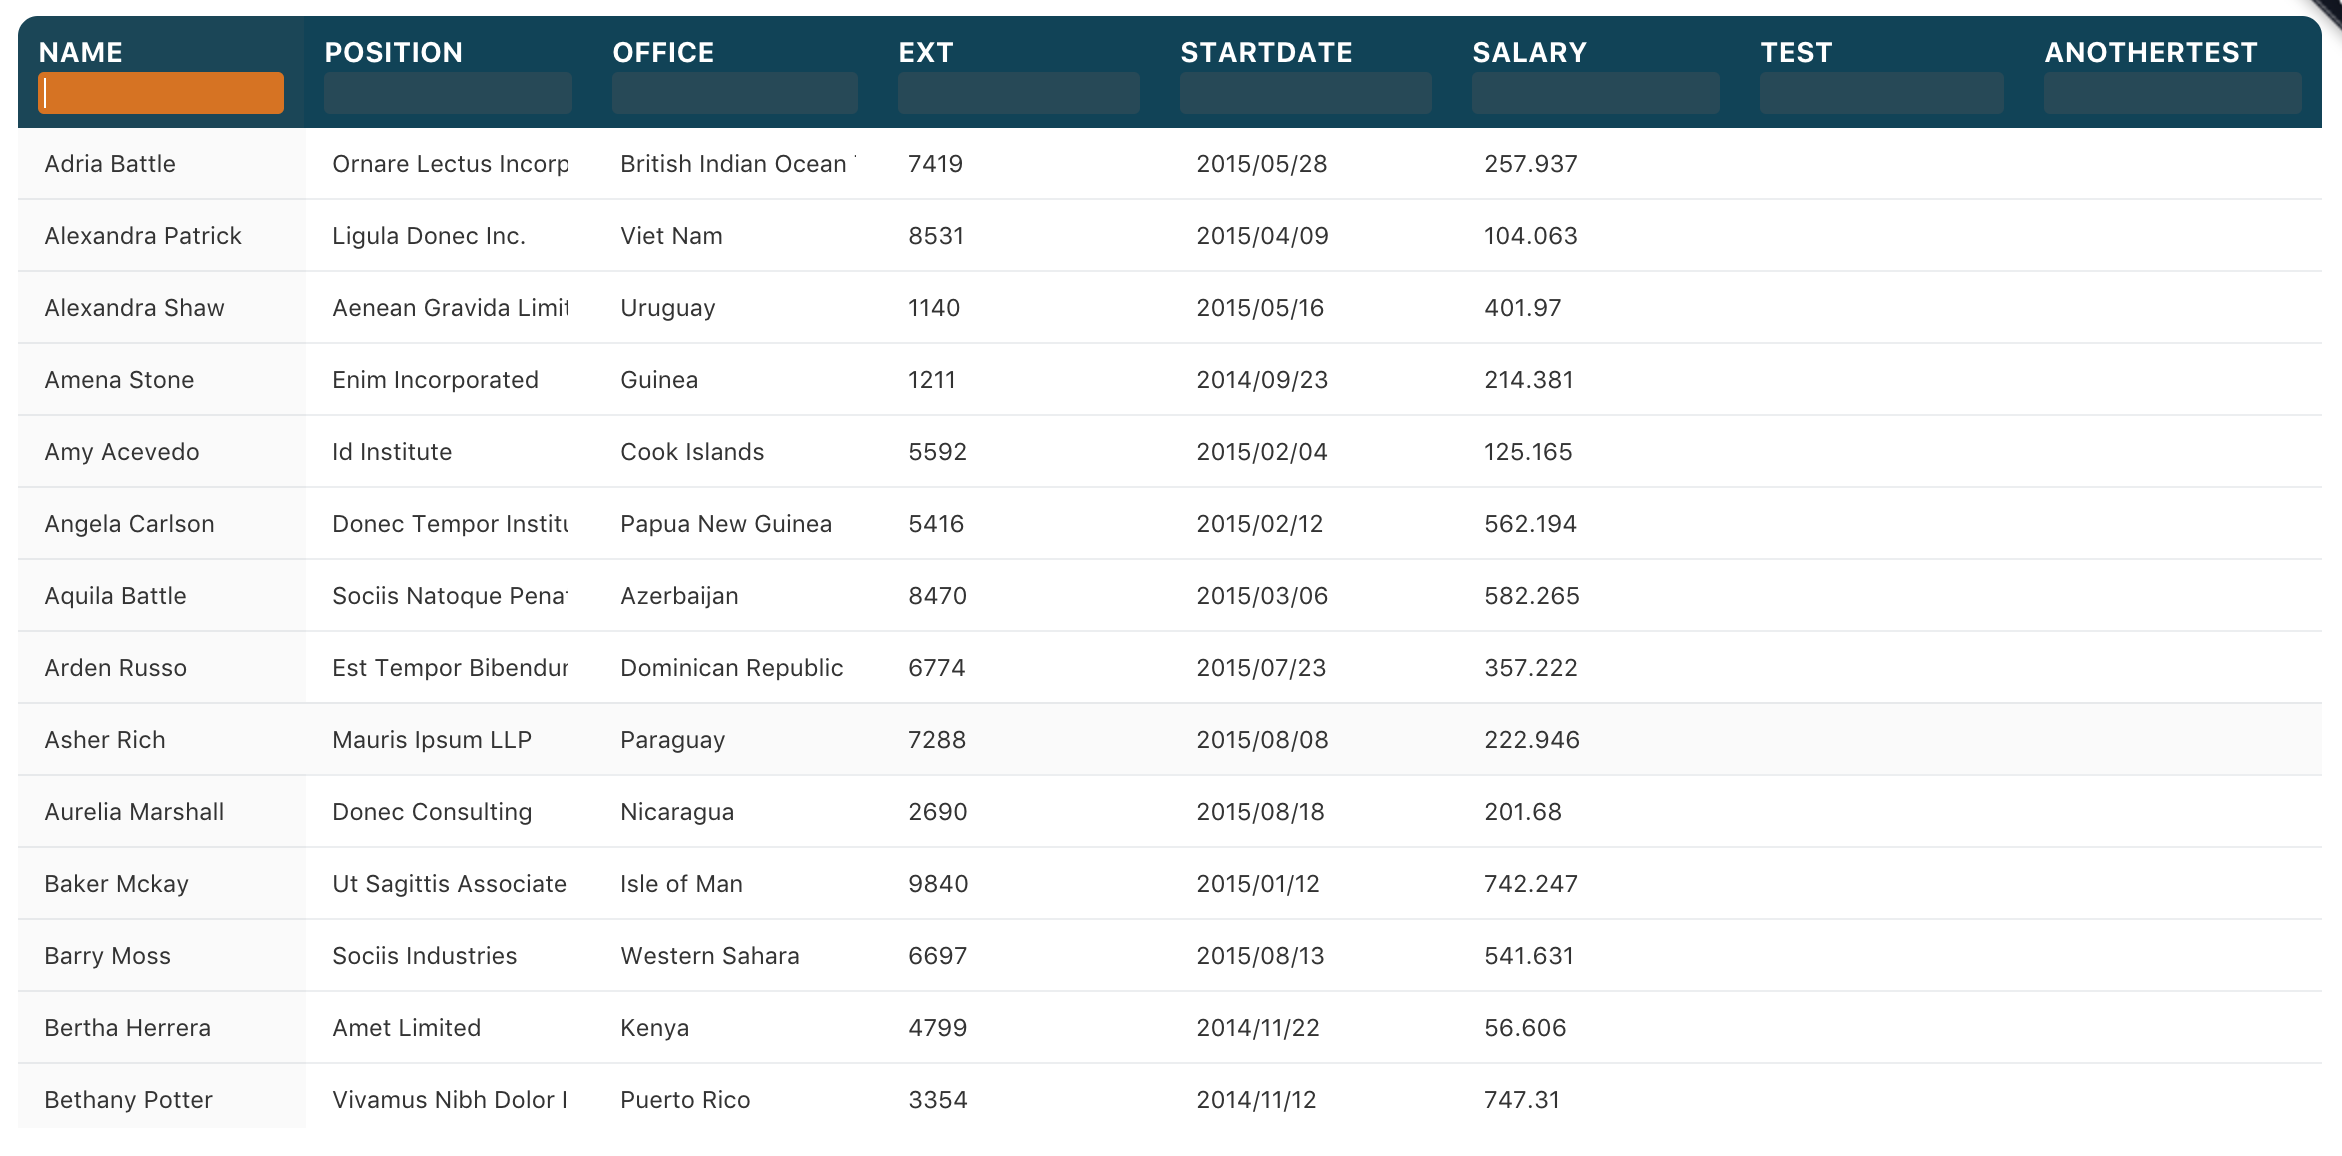 NAME POSITION OFFICE EXT STARTDATE SALARY TEST ANOTHERTEST
Adria Battle Ornare Lectus Incorp British Indian Ocean 7419 2015/05/28 257.937
Alexandra Patrick Ligula Donec Inc. Viet Nam 8531 2015/04/09 104.063
Alexandra Shaw Aenean Gravida Limit Uruguay 1140 2015/05/16 401.97
Amena Stone Enim Incorporated Guinea 1211 2014/09/23 214.381
Amy Acevedo Id Institute Cook Islands 5592 2015/02/04 125.165
Angela Carlson Donec Tempor Institu Papua New Guinea 5416 2015/02/12 562.194
Aquila Battle Sociis Natoque Pena Azerbaijan 8470 2015/03/06 582.265
Arden Russo Est Tempor Bibendu Dominican Republic 6774 2015/07/23 357.222
Asher Rich Mauris Ipsum LLP Paraguay 7288 2015/08/08 222.946
Aurelia Marshall Donec Consulting Nicaragua 2690 2015/08/18 201.68
Baker Mckay Ut Sagittis Associate Isle of Man 9840 2015/01/12 742.247
Barry Moss Sociis Industries Western Sahara 6697 2015/08/13 541.631
Bertha Herrera Amet Limited Kenya 4799 2014/11/22 56.606
Bethany Potter Vivamus Nibh Dolor I Puerto Rico 3354 2014/11/12 747.31